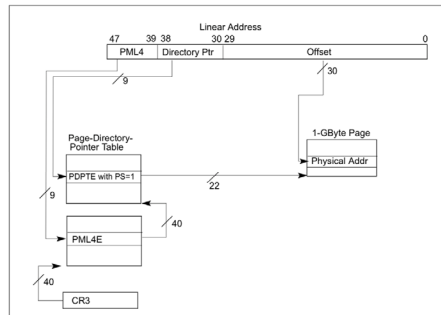 Linear Address
47 39 38 30 29 0
PML4 Directory Ptr Offset
9 30
Page-Directory-
Pointer Table
1-GByte Page
Physical Addr
PDPTE with PS=1
22
9
40
PML4E
40
CR3